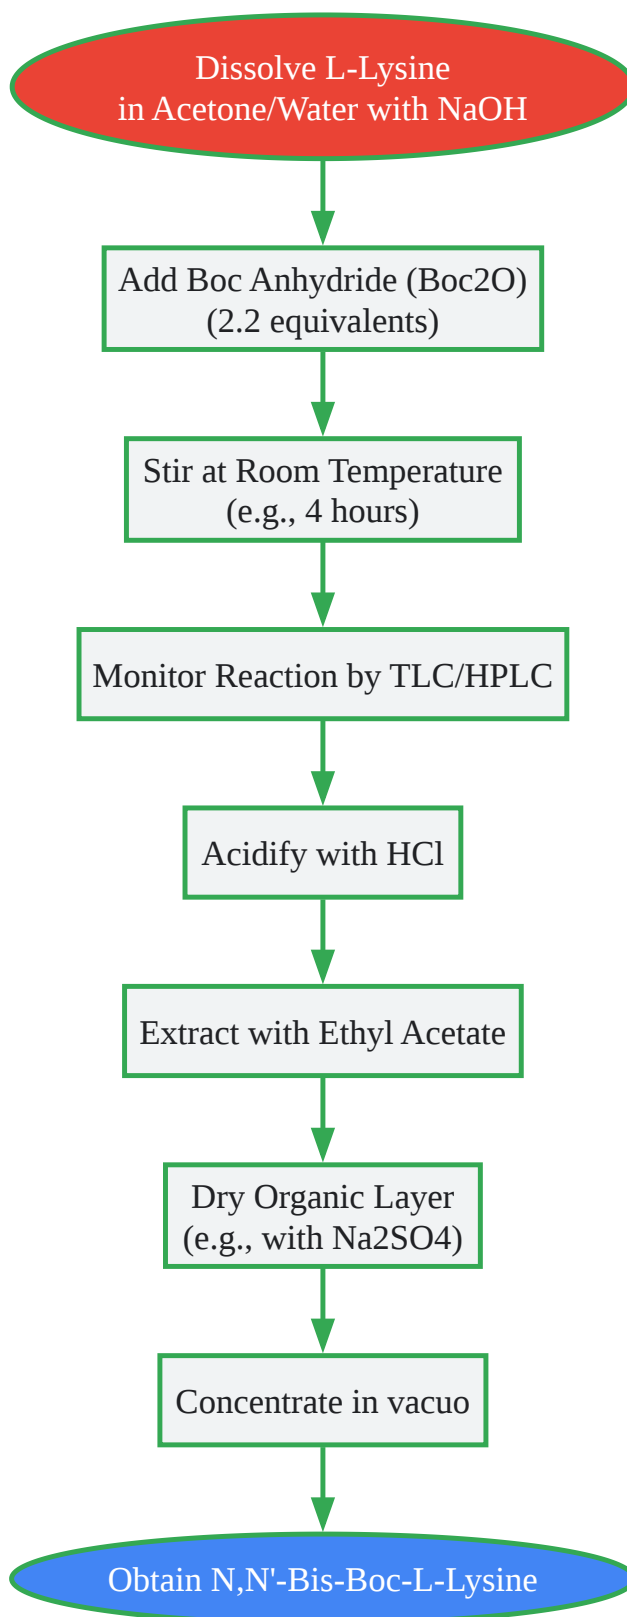 Dissolve L-Lysine
in Acetone/Water with NaOH
Add Boc Anhydride (Boc2O)
(2.2 equivalents)
Stir at Room Temperature
(e.g., 4 hours)
Monitor Reaction by TLC/HPLC
Acidify with HCl
Extract with Ethyl Acetate
Dry Organic Layer
(e.g., with Na2SO4)
Concentrate in vacuo
Obtain N,N'-Bis-Boc-L-Lysine